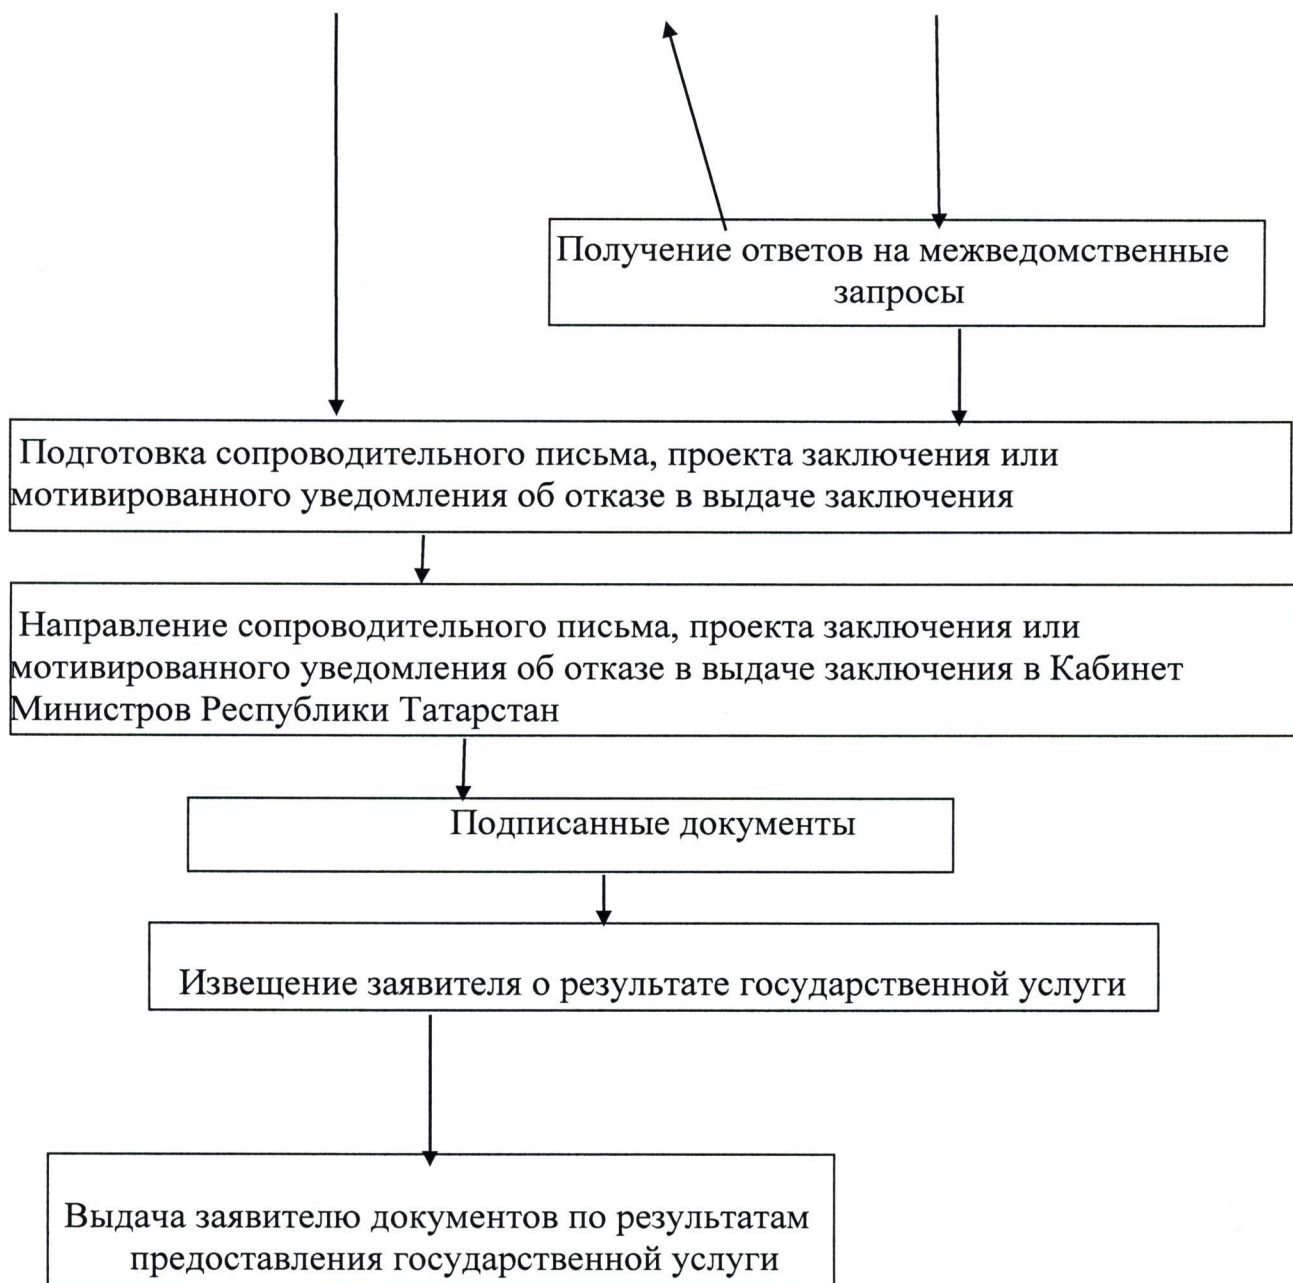 Получение ответов на межведомственные
запросы
Подготовка сопроводительного письма, проекта заключения или
мотивированного уведомления об отказе в выдаче заключения
Направление сопроводительного письма, проекта заключения или
мотивированного уведомления об отказе в выдаче заключения в Кабинет
Министров Республики Татарстан
Подписанные документы
Извещение заявителя о результате государственной услуги
Выдача заявителю документов по результатам
предоставления государственной услуги